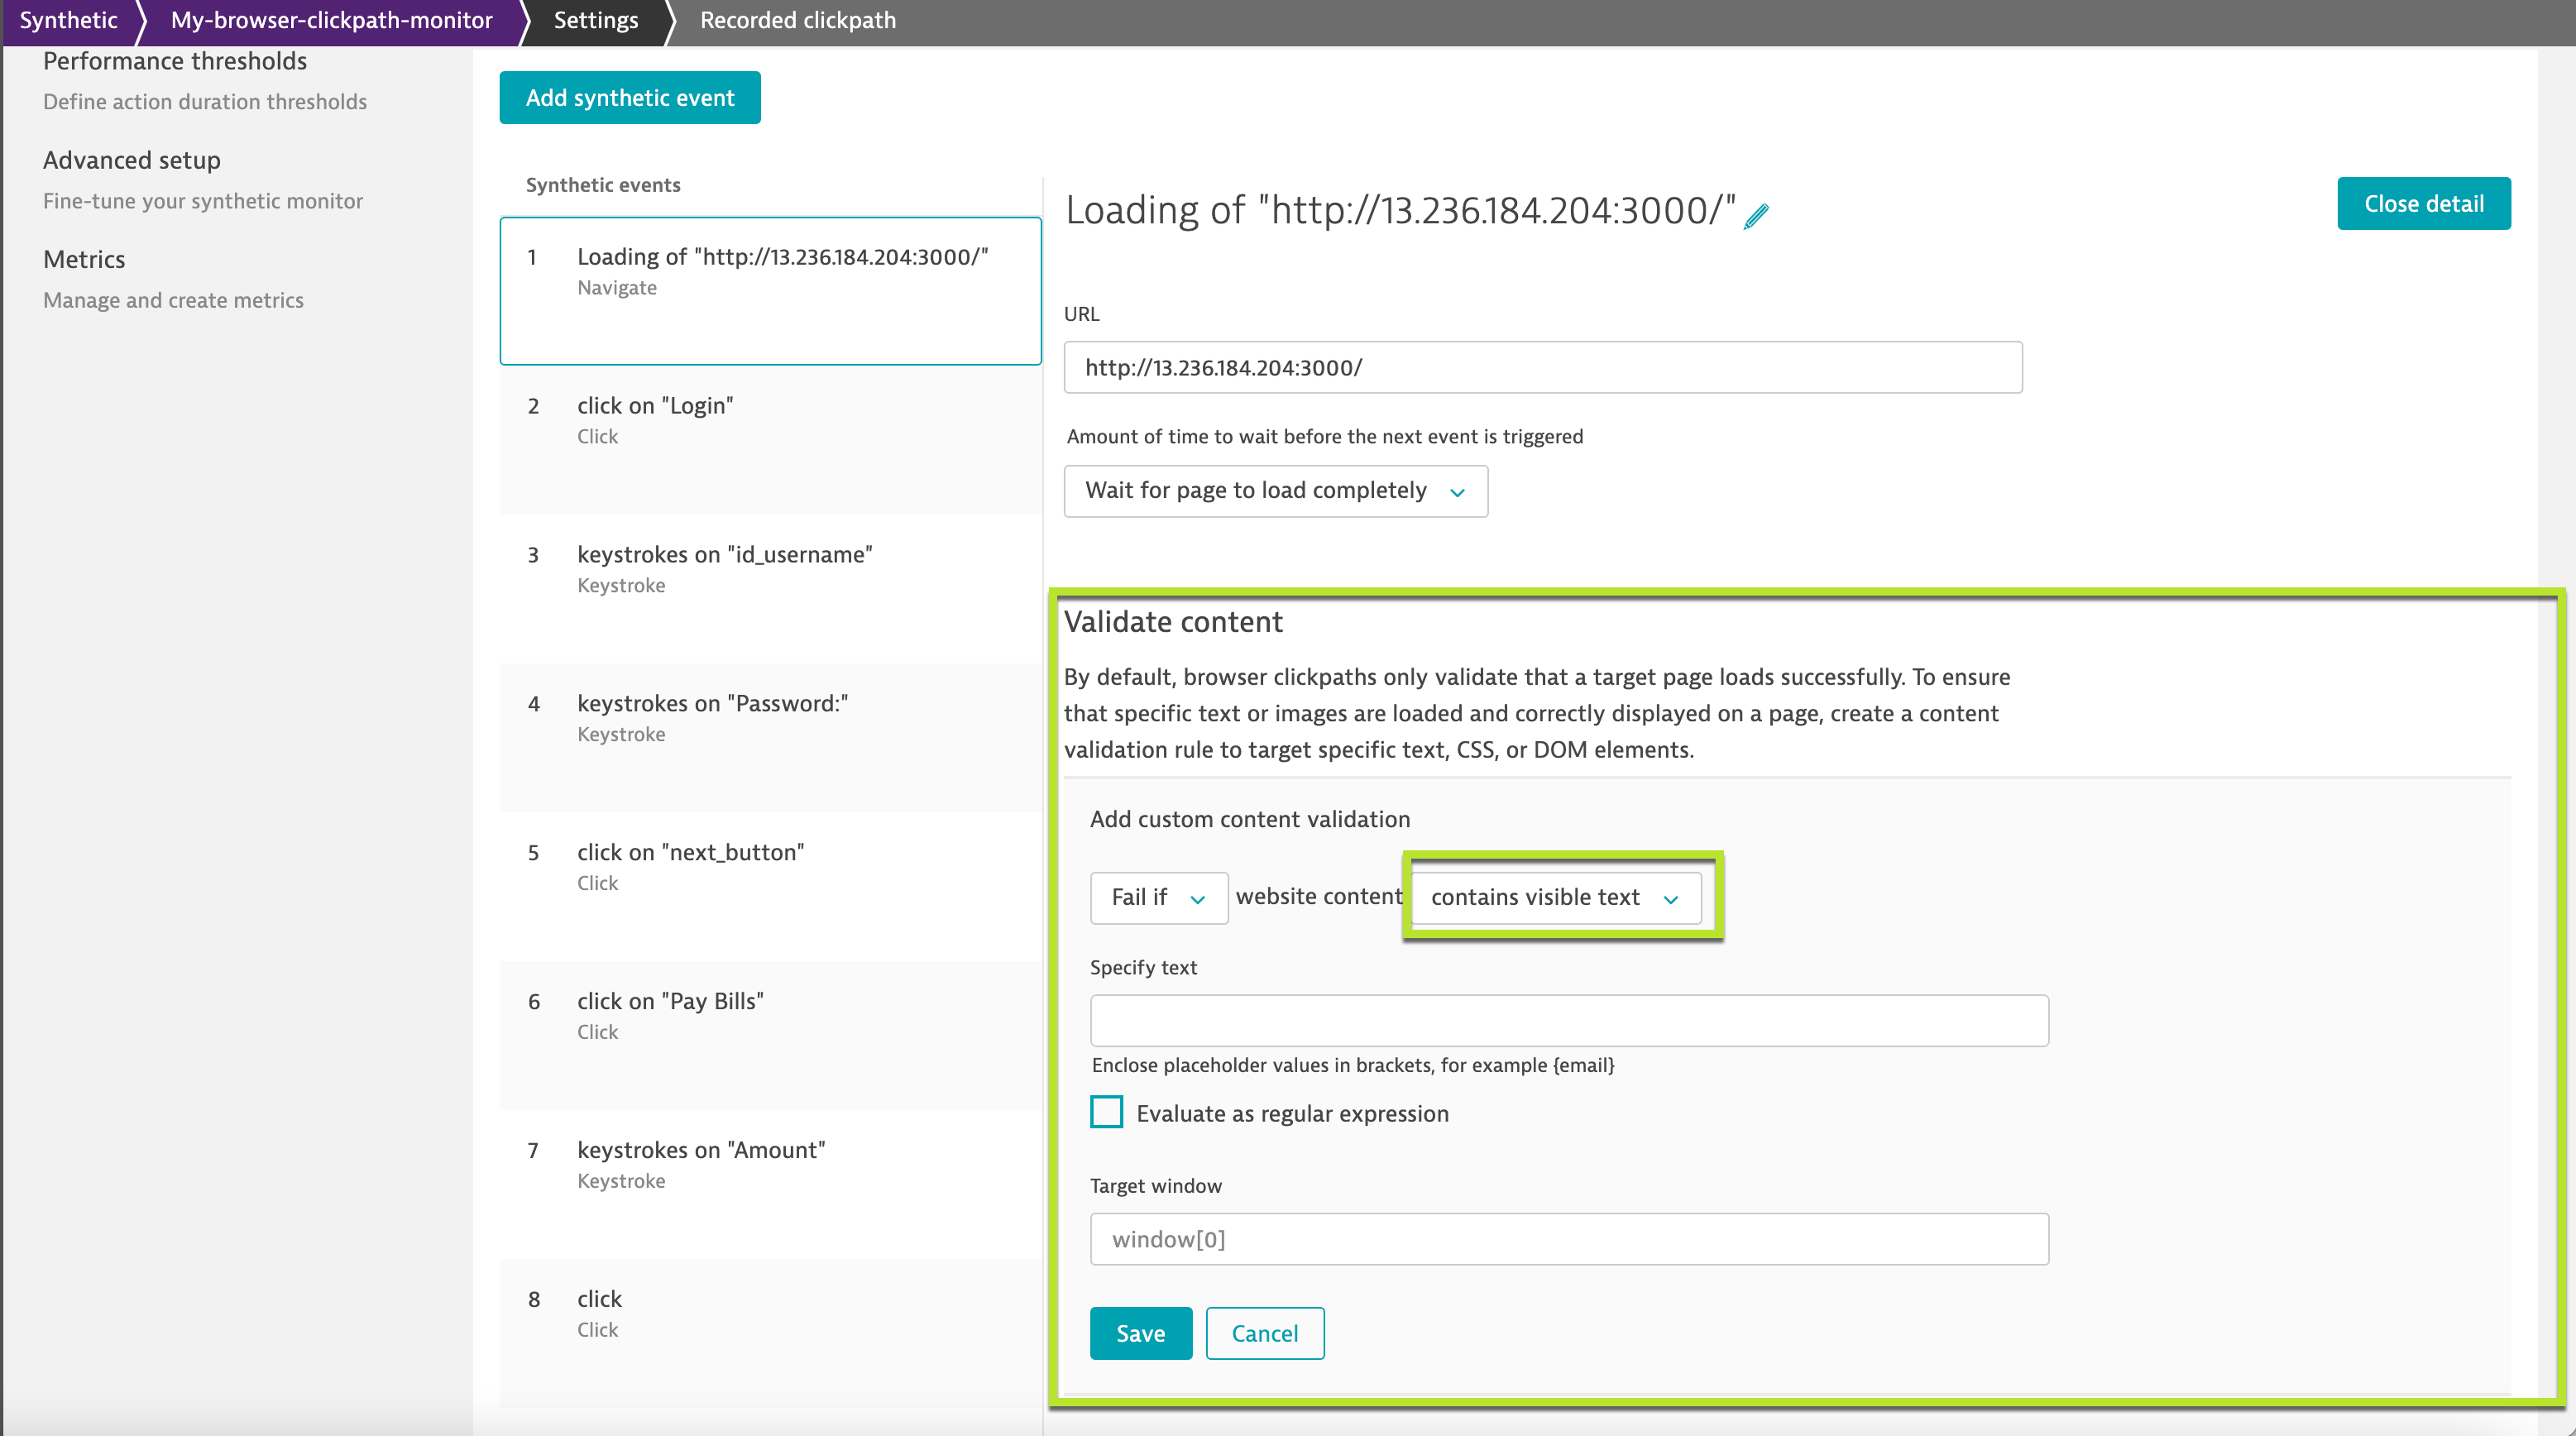 Synthetic
My-browser-clickpath-monitor
Settings
Recorded clickpath
Performance thresholds
Define action duration thresholds
Advanced setup
Fine-tune your synthetic monitor
Metrics
Manage and create metrics
Add synthetic event
Synthetic events
1 Loading of "http://13.236.184.204:3000/"
Navigate
2 click on "Login"
Click
3 keystrokes on "id_username"
Keystroke
4 keystrokes on "Password:"
Keystroke
5 click on "next_button"
Click
6 click on "Pay Bills"
Click
7 keystrokes on "Amount"
Keystroke
8 click
Click
Loading of "http://13.236.184.204:3000/"
Close detail
URL
http://13.236.184.204:3000/
Amount of time to wait before the next event is triggered
Wait for page to load completely
Validate content
By default, browser clickpaths only validate that a target page loads successfully. To ensure
that specific text or images are loaded and correctly displayed on a page, create a content
validation rule to target specific text, CSS, or DOM elements.
Add custom content validation
Fail if website content contains visible text
Specify text
Enclose placeholder values in brackets, for example {email}
Evaluate as regular expression
Target window
window[0]
Save
Cancel